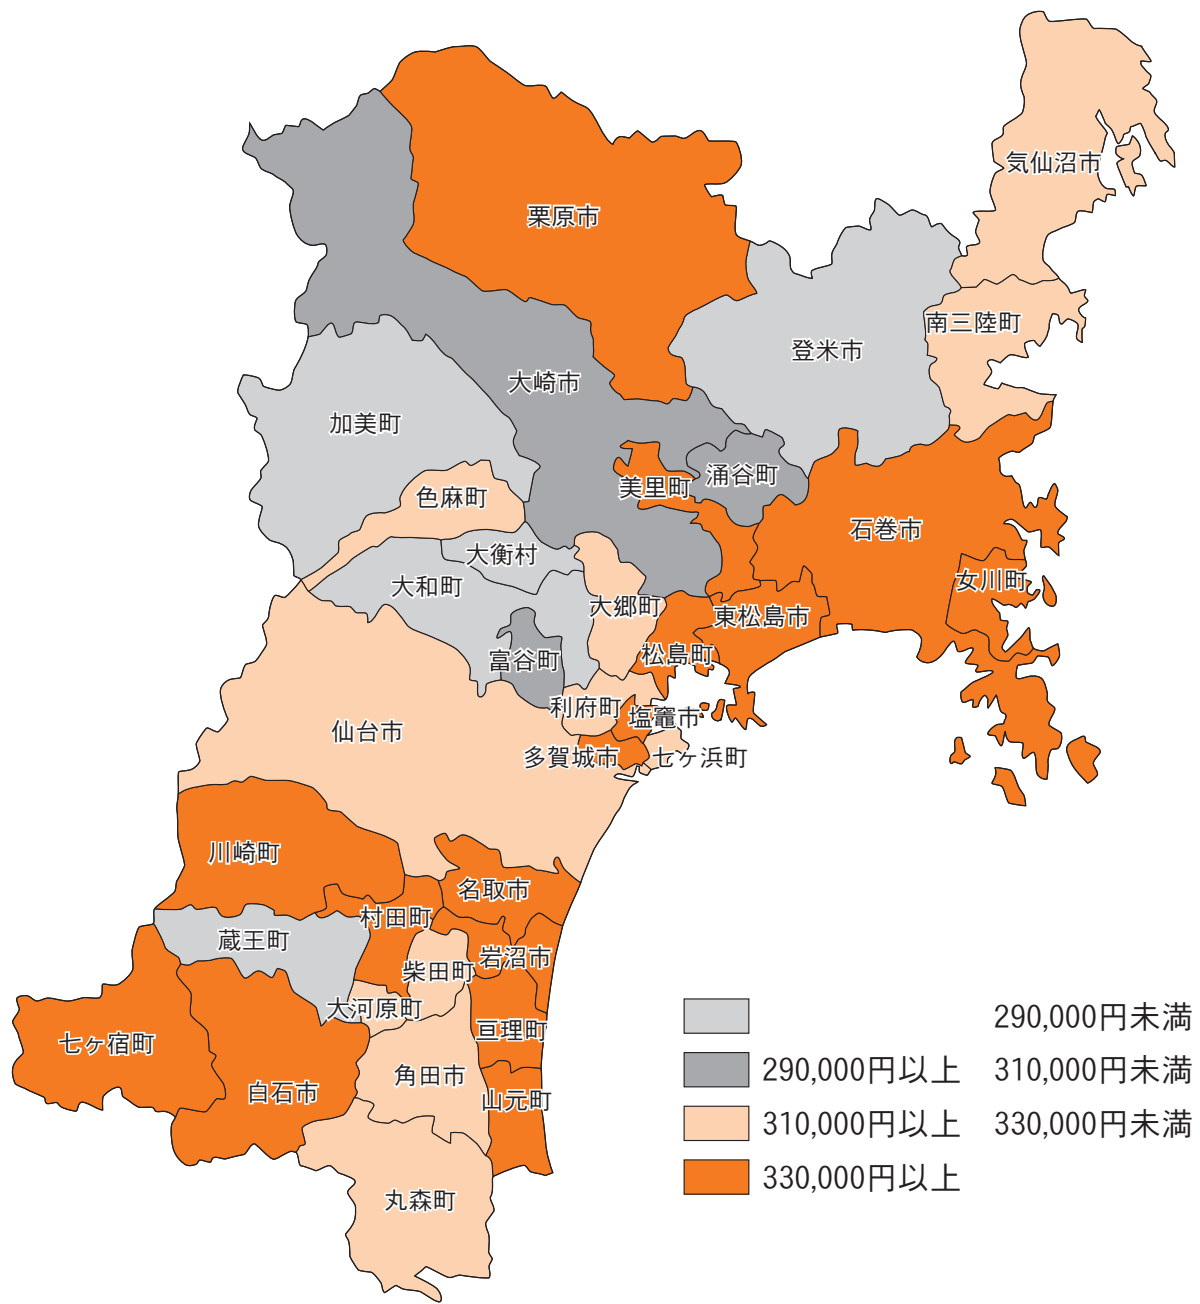 気仙沼市
栗原市
南三陸町
登米市
大崎市
加美町
涌谷町
美里町
色麻町
石巻市
大衡村
女川町
大和町
大郷町
東松島市
松島町
富谷町
利府町
塩竈市
仙台市
多賀城市
七ヶ浜町
川崎町
名取市
村田町
蔵王町
岩沼市
柴田町
大河原町
亘理町
七ヶ宿町
角田市
白石市
山元町
丸森町
290,000円未満
290,000円以上 310,000円未満
310,000円以上 330,000円未満
330,000円以上